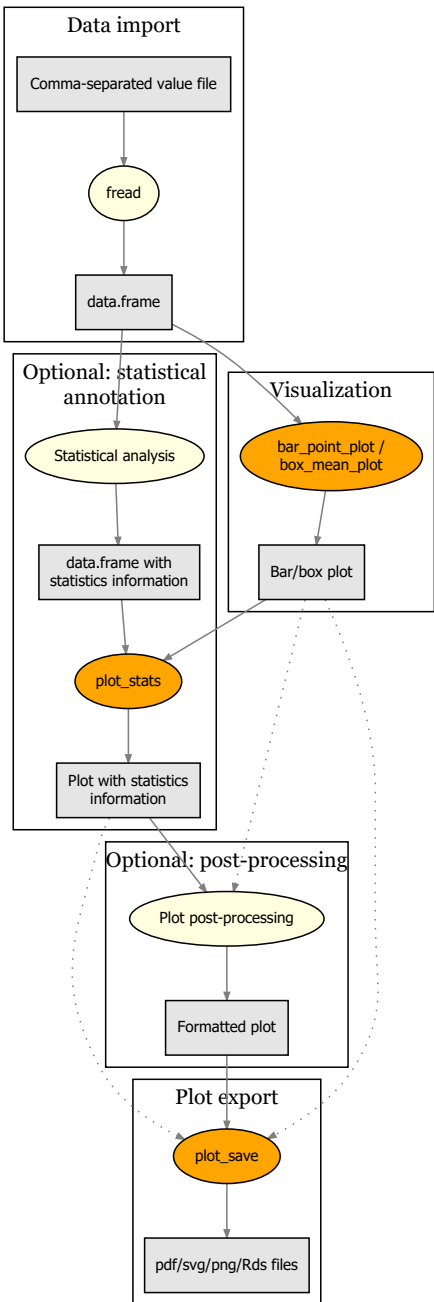 Data import
Comma-separated value file
fread
data.frame
Optional: statistical
annotation
Statistical analysis
data.frame with
statistics information
plot_stats
Plot with statistics
information
Visualization
bar_point_plot /
box_mean_plot
Bar/box plot
Optional: post-processing
Plot post-processing
Formatted plot
Plot export
plot_save
pdf/svg/png/Rds files